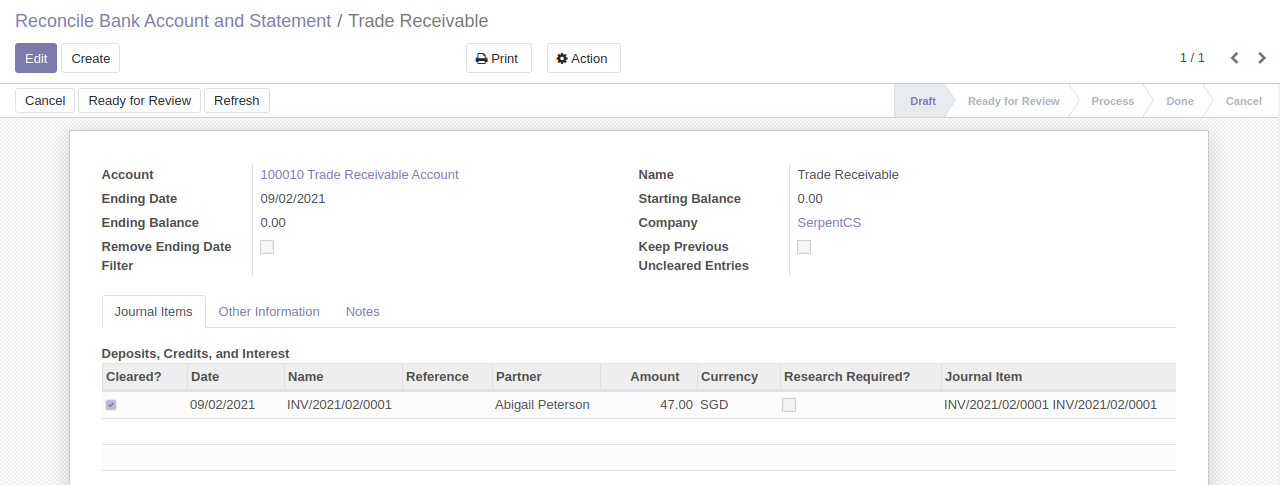 Reconcile Bank Account and Statement / Trade Receivable
Edit Create Print Action 1 / 1
Cancel Ready for Review Refresh Draft Ready for Review Process Done Cancel
Account 100010 Trade Receivable Account Name Trade Receivable
Ending Date 09/02/2021 Starting Balance 0.00
Ending Balance 0.00 Company SerpentCS
Remove Ending Date Keep Previous
Filter Uncleared Entries
Journal Items Other Information Notes
Deposits, Credits, and Interest
Cleared? Date Name Reference Partner Amount Currency Research Required? Journal Item
09/02/2021 INV/2021/02/0001 Abigail Peterson 47.00 SGD INV/2021/02/0001 INV/2021/02/0001